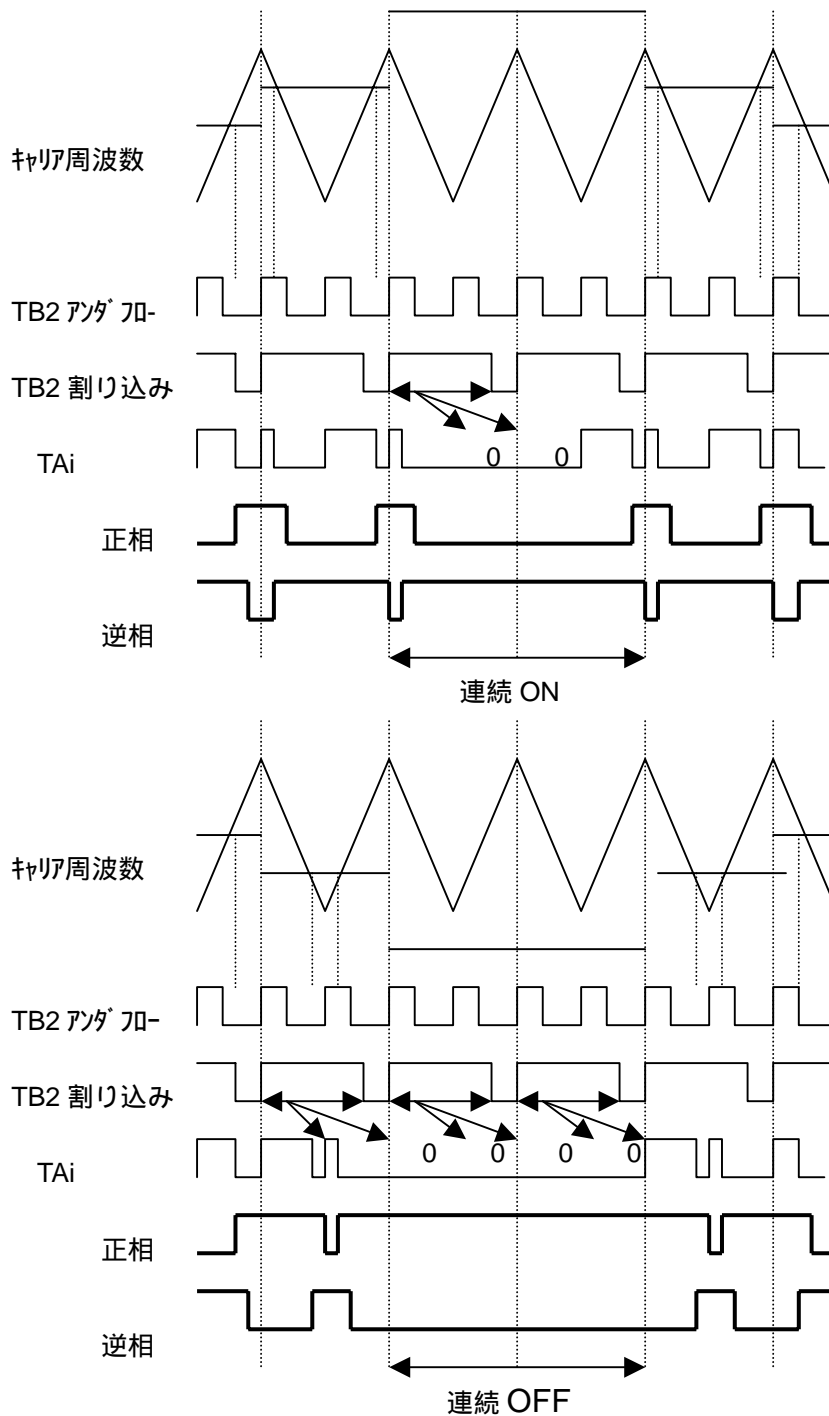 ｷｬﾘｱ周波数
TB2 ｱﾝﾀﾞﾌﾛｰ
TB2 割り込み
TAi
0 0
正相
逆相
連続 ON
ｷｬﾘｱ周波数
TB2 ｱﾝﾀﾞﾌﾛｰ
TB2 割り込み
TAi
0 0 0 0
正相
逆相
連続 OFF